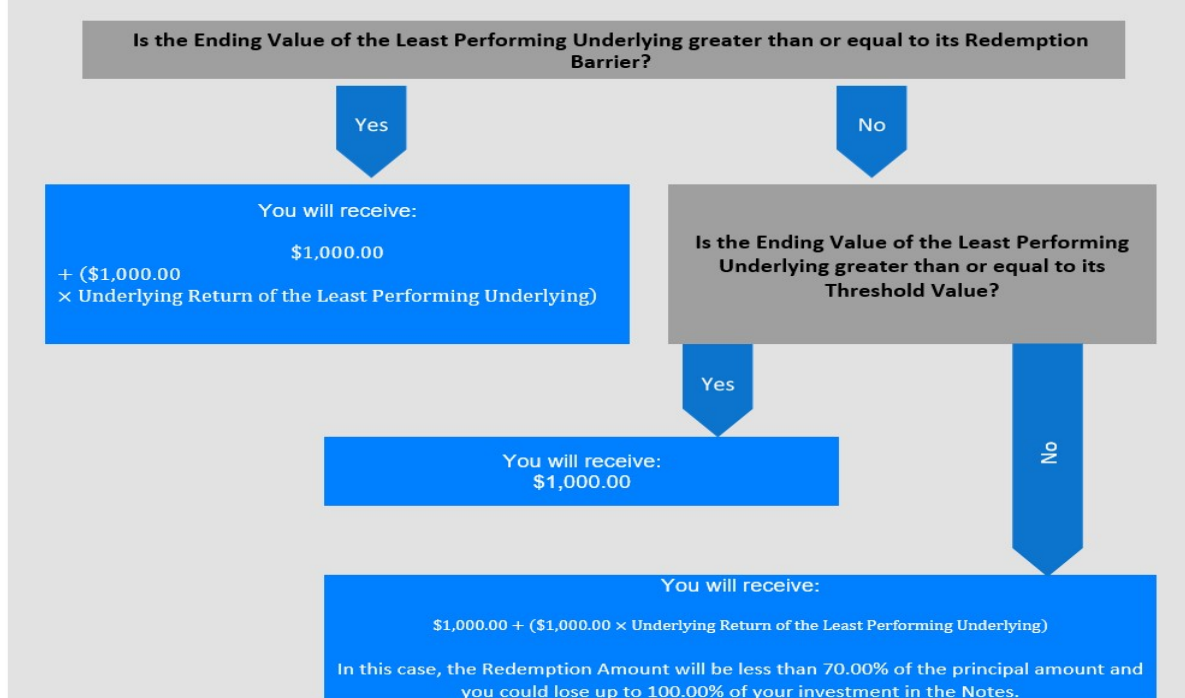 Is the Ending Value of the Least Performing Underlying greater than or equal to its Redemption
Barrier?
Yes
No
You will receive:
$1,000.00
+ ($1,000.00
× Underlying Return of the Least Performing Underlying)
Is the Ending Value of the Least Performing
Underlying greater than or equal to its
Threshold Value?
Yes
No
You will receive:
$1,000.00
You will receive:
$1,000.00 + ($1,000.00 × Underlying Return of the Least Performing Underlying)
In this case, the Redemption Amount will be less than 70.00% of the principal amount and
you could lose up to 100.00% of your investment in the Notes.